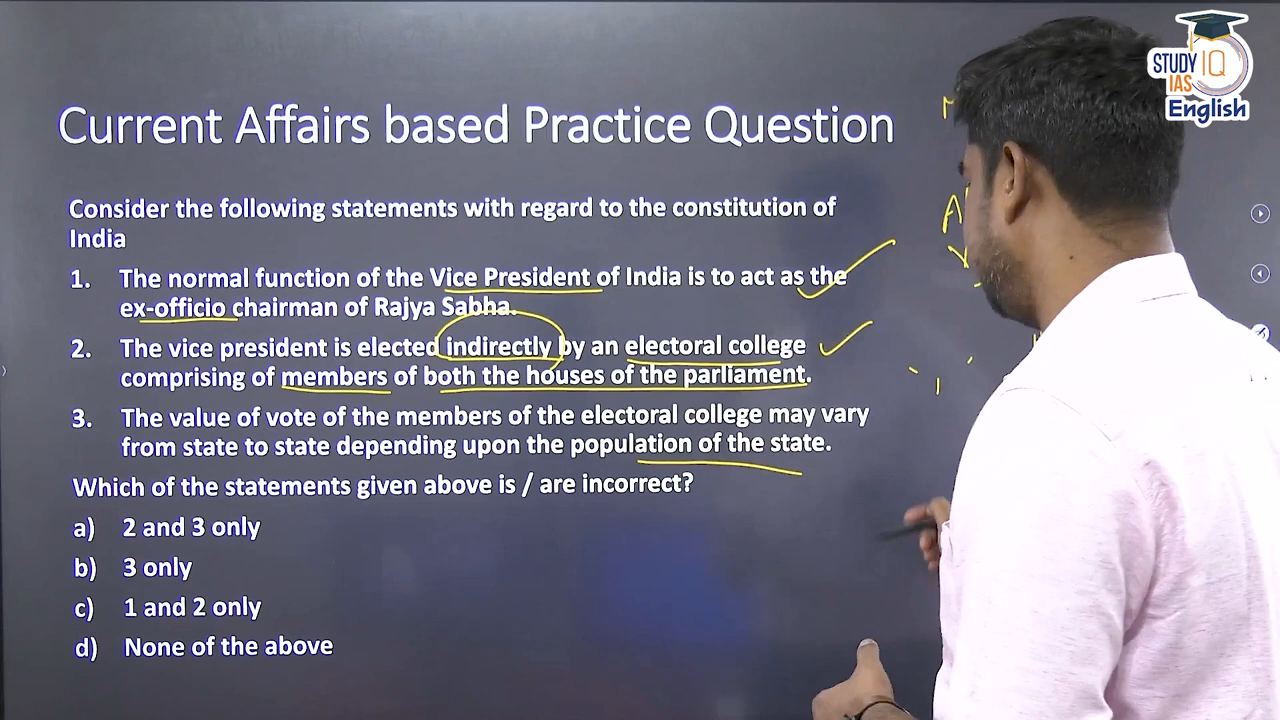 STUDY IQ
IAS
English
Current Affairs based Practice Question
Consider the following statements with regard to the constitution of
India
1. The normal function of the Vice President of India is to act as the
ex-officio chairman of Rajya Sabha.
2. The vice president is elected indirectly by an electoral college
comprising of members of both the houses of the parliament.
3. The value of vote of the members of the electoral college may vary
from state to state depending upon the population of the state.
Which of the statements given above is / are incorrect?
a) 2 and 3 only
b) 3 only
c) 1 and 2 only
d) None of the above